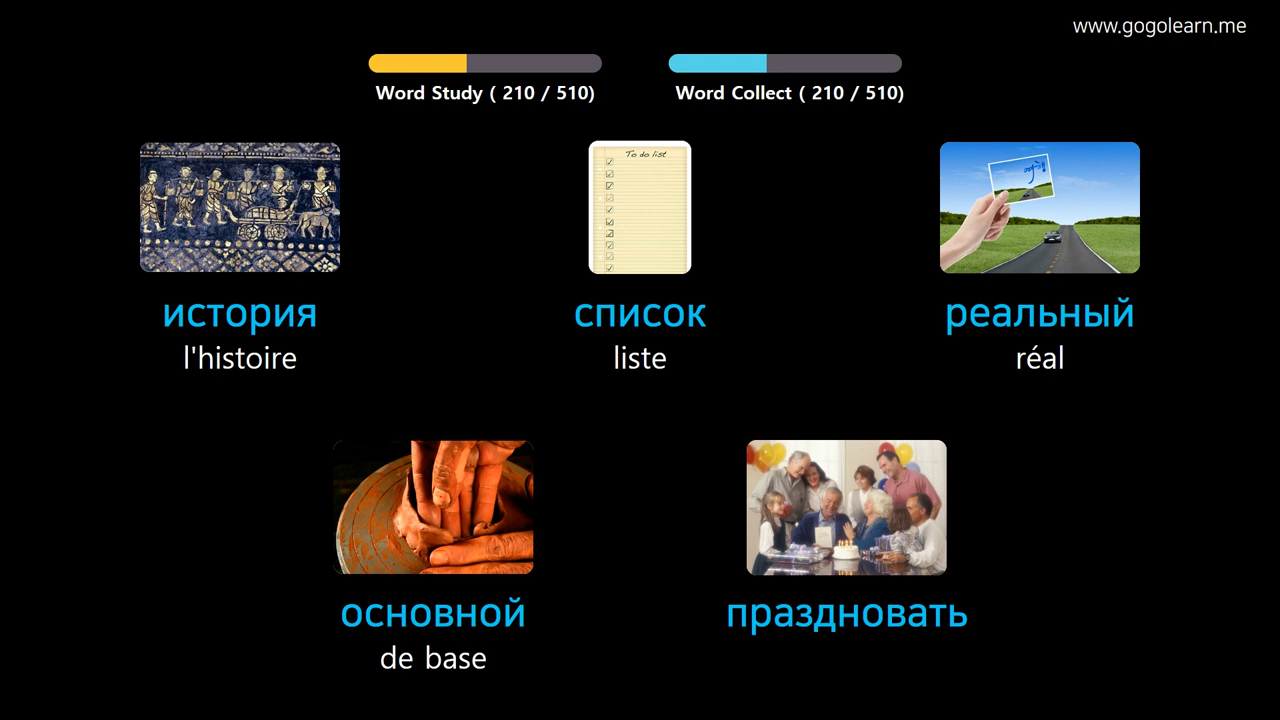 www.gogolearn.me
Word Study ( 210 / 510)
Word Collect ( 210 / 510)
To do list
история
l'histoire
список
liste
реальный
réal
основной
de base
праздновать